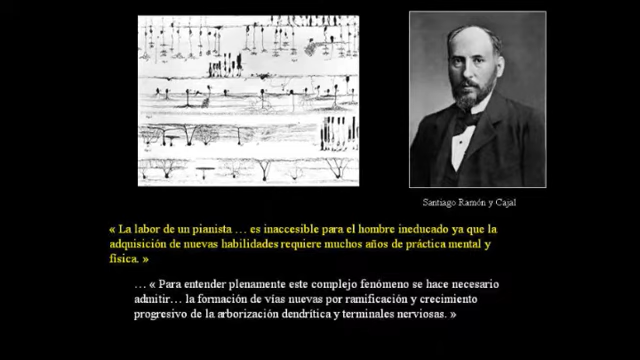 Santiago Ramón y Cajal
« La labor de un pianista … es inaccesible para el hombre ineducado ya que la
adquisición de nuevas habilidades requiere muchos años de práctica mental y
física. »
… « Para entender plenamente este complejo fenómeno se hace necesario
admitir… la formación de vías nuevas por ramificación y crecimiento
progresivo de la arborización dendrítica y terminales nerviosas. »